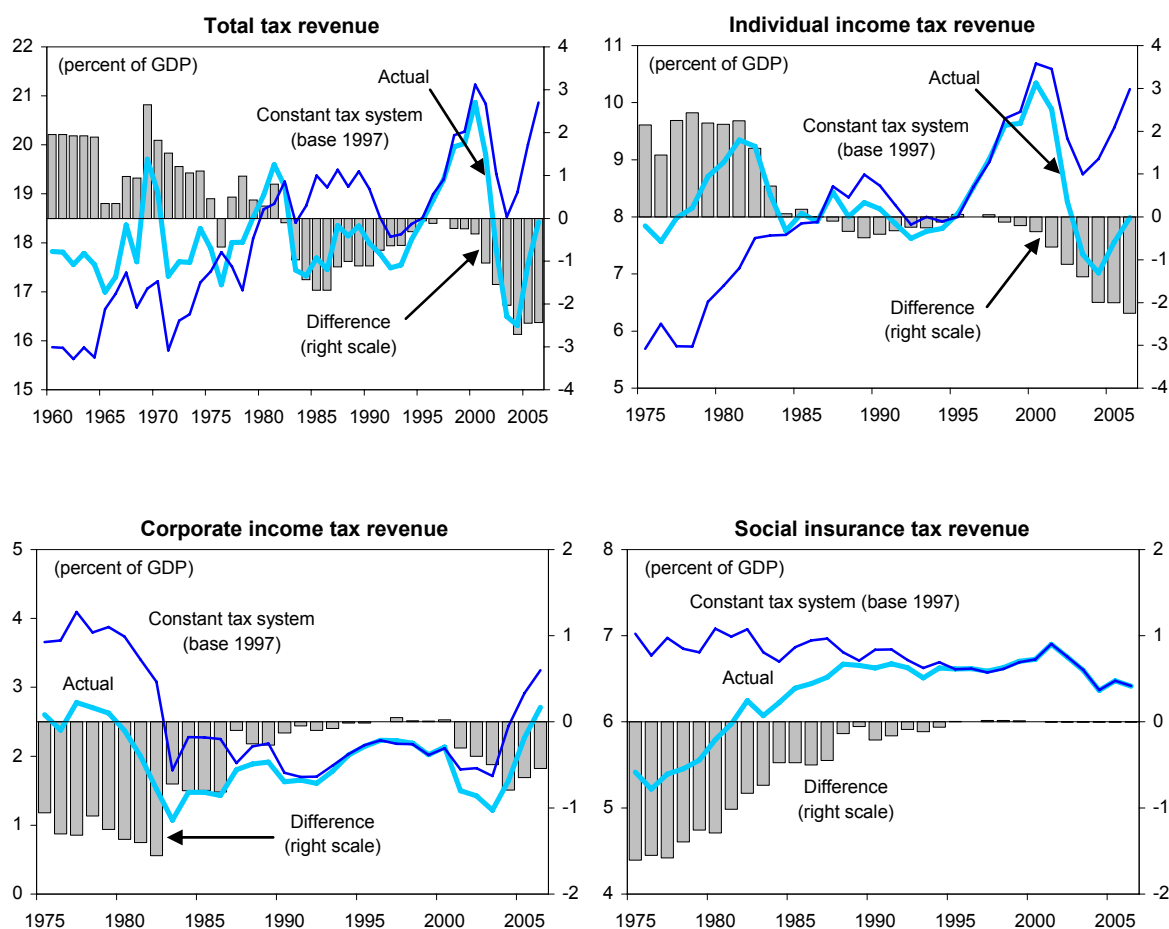 Total tax revenue
22
21
20
19
18
17
16
15
4
3
2
1
0
-1
-2
-3
-4
(percent of GDP)
Actual
Constant tax system
(base 1997)
Difference
(right scale)
1960 1965 1970 1975 1980 1985 1990 1995 2000 2005
Individual income tax revenue
11
10
9
8
7
6
5
4
3
2
1
0
-1
-2
-3
-4
(percent of GDP)
Actual
Constant tax system
(base 1997)
Difference
(right scale)
1975 1980 1985 1990 1995 2000 2005
Corporate income tax revenue
5
4
3
2
1
0
2
1
0
-1
-2
(percent of GDP)
Constant tax system
(base 1997)
Actual
Difference
(right scale)
1975 1980 1985 1990 1995 2000 2005
Social insurance tax revenue
8
7
6
5
4
2
1
0
-1
-2
(percent of GDP)
Constant tax system (base 1997)
Actual
Difference
(right scale)
1975 1980 1985 1990 1995 2000 2005